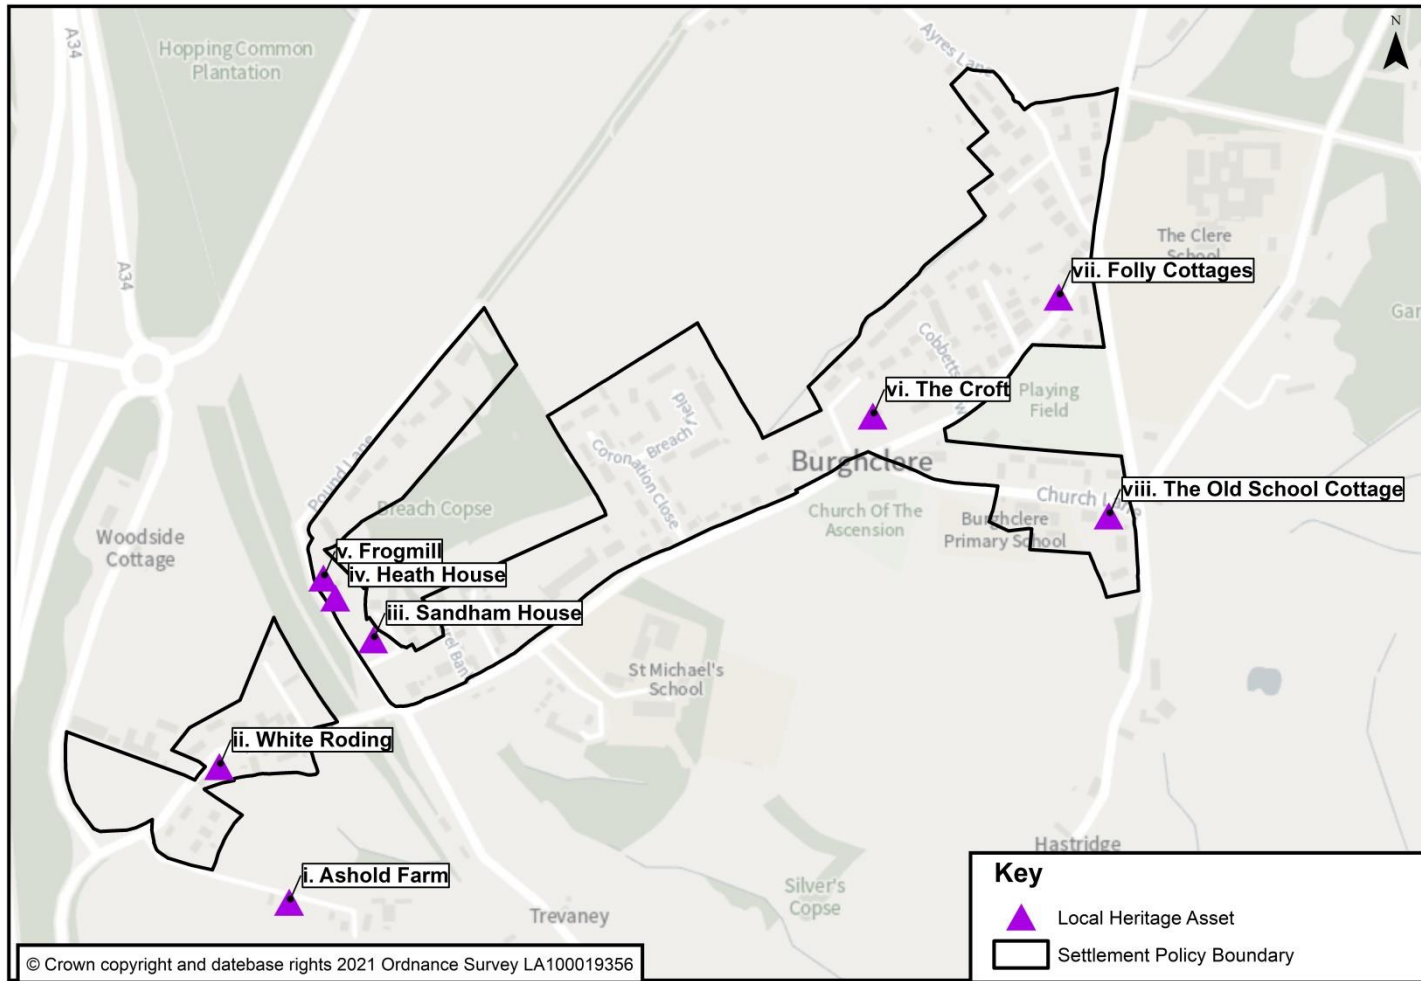 A34
Hopping Common
Plantation
Ayres Lane
N
A34
The Clere
School
vii. Folly Cottages
vi. The Croft
Playing
Field
Pound Lane
Breach Field
Coronation Close
Burghclere
Breach Copse
Church Lane
viii. The Old School Cottage
Church Of The
Ascension
Burghclere
Primary School
Woodside
Cottage
v. Frogmill
iv. Heath House
iii. Sandham House
St Michael's
School
ii. White Roding
i. Ashold Farm
Silver's
Copse
Trevaney
Hastridge
Key
Local Heritage Asset
Settlement Policy Boundary
© Crown copyright and datebase rights 2021 Ordnance Survey LA100019356